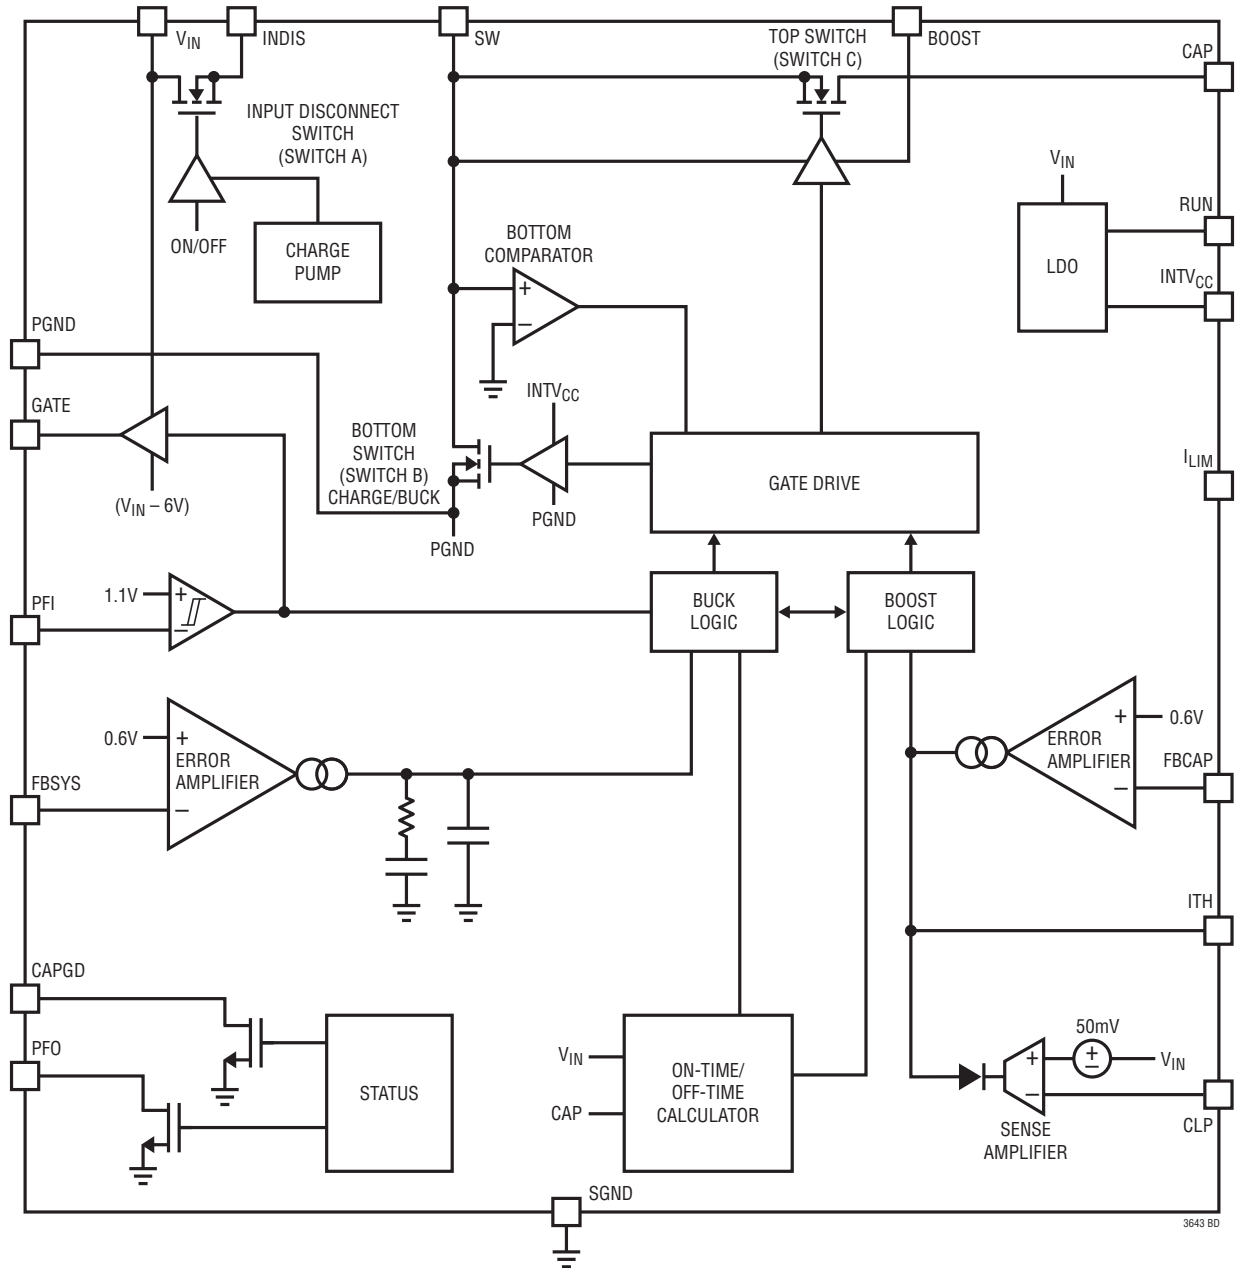 VIN
INDIS
SW
TOP SWITCH
(SWITCH C)
BOOST
CAP
INPUT DISCONNECT
SWITCH
(SWITCH A)
ON/OFF
CHARGE
PUMP
BOTTOM
COMPARATOR
+
–
VIN
LDO
RUN
INTVCC
PGND
GATE
(VIN – 6V)
BOTTOM
SWITCH
(SWITCH B)
CHARGE/BUCK
PGND
INTVCC
PGND
GATE DRIVE
ILIM
1.1V
+
–
PFI
BUCK
LOGIC
BOOST
LOGIC
0.6V
+
ERROR
AMPLIFIER
–
FBSYS
+
0.6V
ERROR
AMPLIFIER
–
FBCAP
ITH
CAPGD
PFO
STATUS
VIN
CAP
ON-TIME/
OFF-TIME
CALCULATOR
50mV
+
–
VIN
+
–
SENSE
AMPLIFIER
CLP
SGND
3643 BD